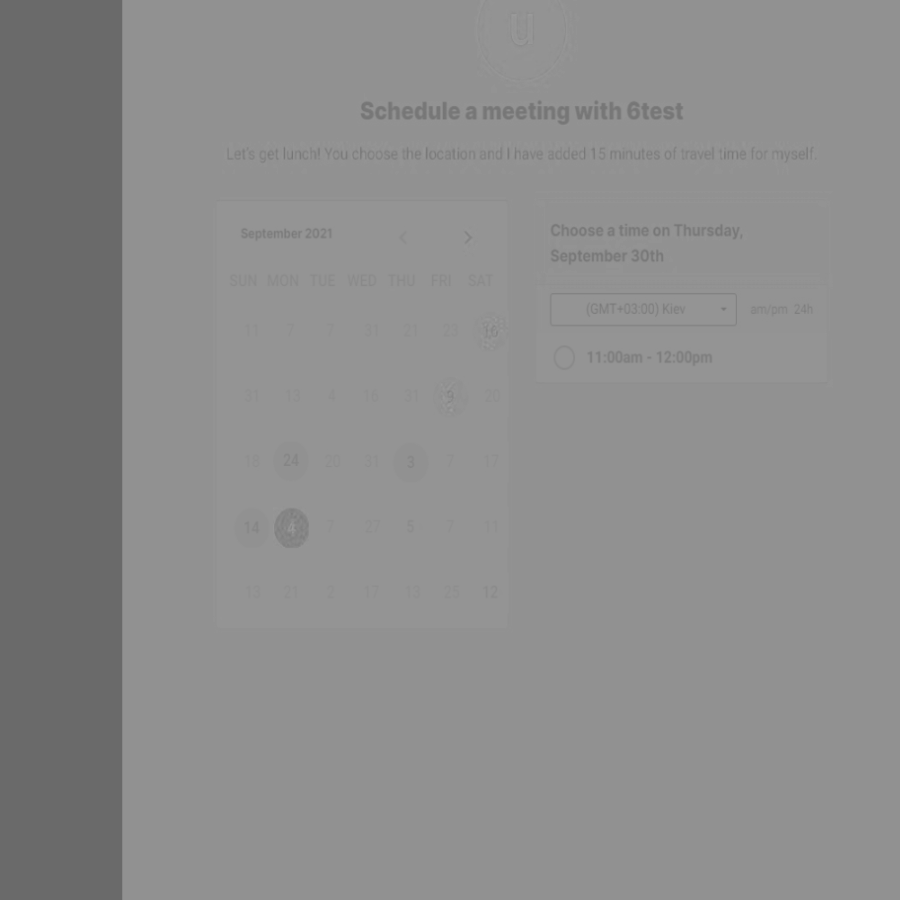 u
Schedule a meeting with 6test
Let's get lunch! You choose the location and I have added 15 minutes of travel time for myself.
September 2021
SUN MON TUE WED THU FRI SAT
11 7 7 31 21 23 16
31 18 4 16 31 9 20
18 24 20 31 3 7 17
14 4 7 27 5 7 11
13 21 2 17 13 25 12
Choose a time on Thursday,
September 30th
(GMT+03:00) Kiev am/pm 24h
11:00am - 12:00pm